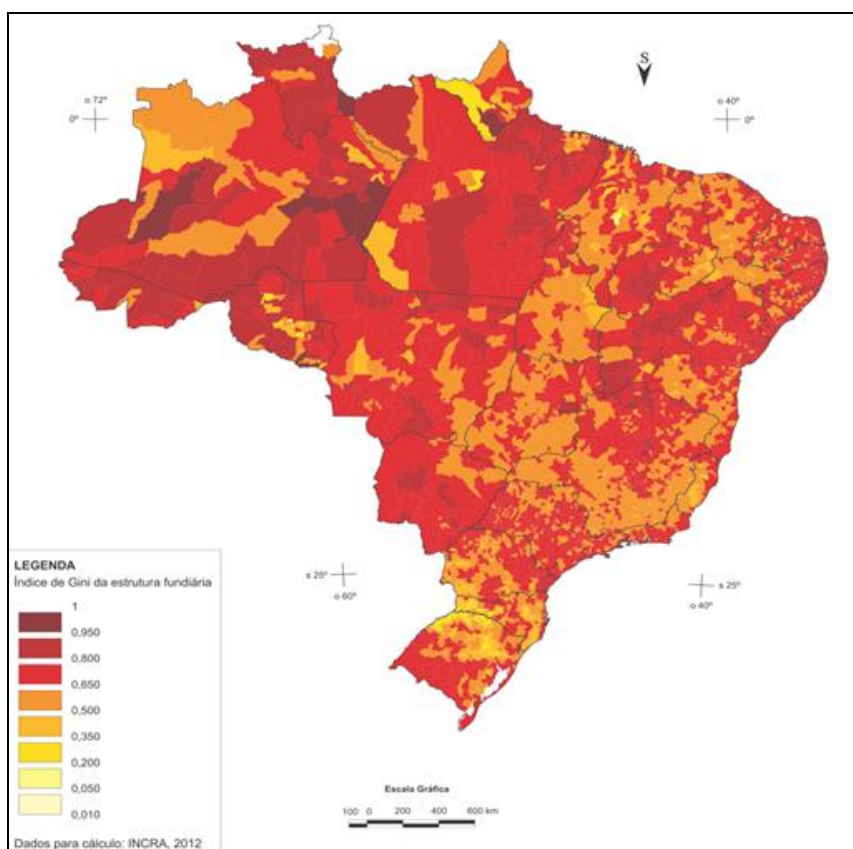 S
o 72°
0°
o 40°
0°
s 25°
o 60°
s 25°
o 40°
LEGENDA
Índice de Gini da estrutura fundiária
1
0,950
0,800
0,650
0,500
0,350
0,200
0,050
0,010
Dados para cálculo: INCRA, 2012
Escala Gráfica
100 0 200 400 600 km